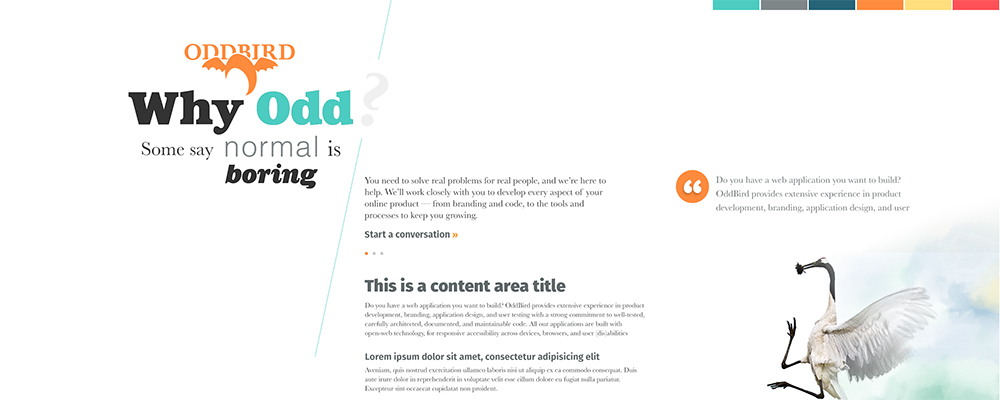 ODDBIRD
Why Odd?
Some say normal is
boring
You need to solve real problems for real people, and we're here to
help. We'll work closely with you to develop every aspect of your
online product — from branding and code, to the tools and
processes to keep you growing.
Start a conversation »
This is a content area title
Do you have a web application you want to build? OddBird provides extensive experience in product
development, branding, application design, and user testing with a strong commitment to well-tested,
carefully architected, documented, and maintainable code. All our applications are built with
open-web technology, for responsive accessibility across devices, browsers, and user (dis)abilities
Lorem ipsum dolor sit amet, consectetur adipisicing elit
Aveniam, quis nostrud exercitation ullamco laboris nisi ut aliquip ex ea commodo consequat. Duis
aute irure dolor in reprehenderit in voluptate velit esse cillum dolore eu fugiat nulla pariatur.
Excepteur sint occaecat cupidatat non proident.
“
Do you have a web application you want to build?
OddBird provides extensive experience in product
development, branding, application design, and user